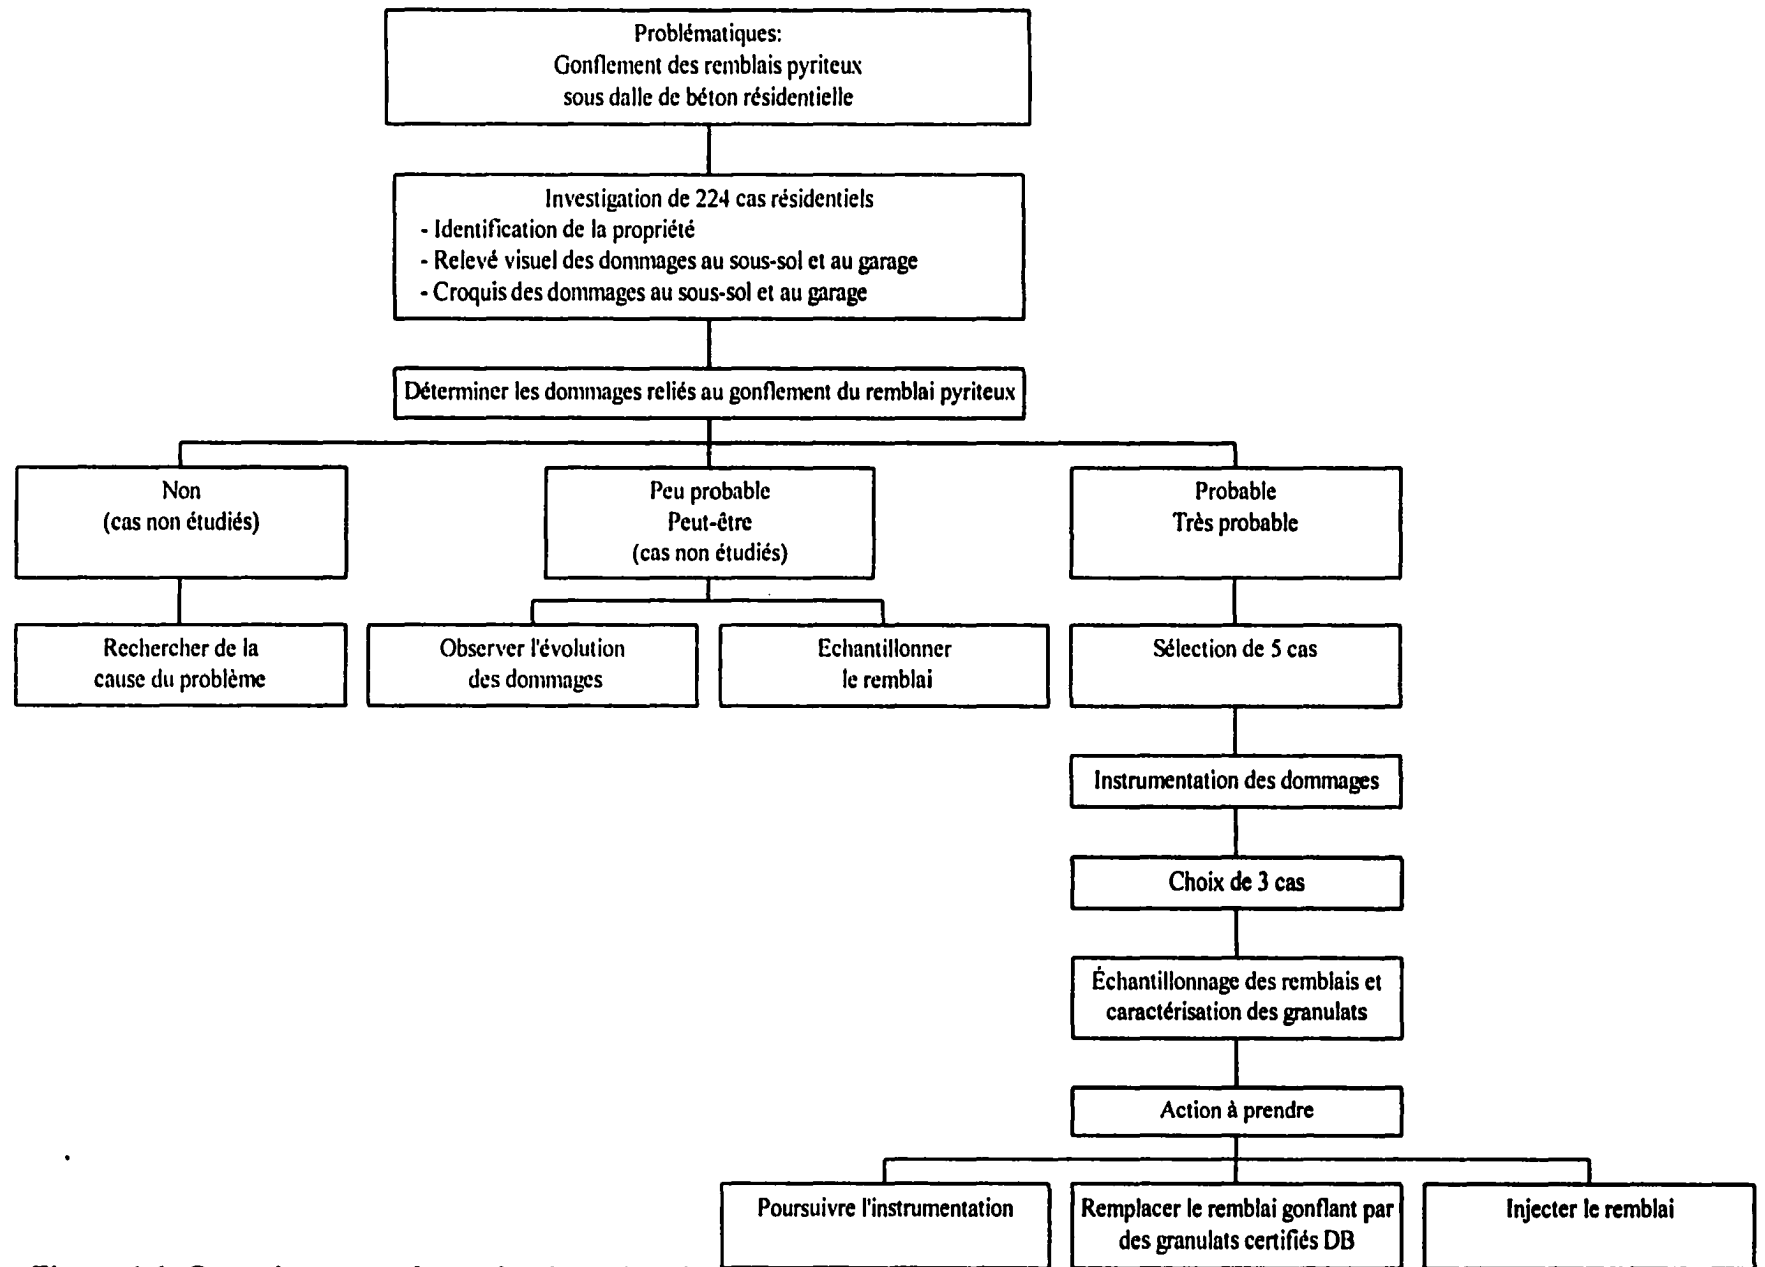 Problématiques:
Gonflement des remblais pyriteux
sous dalle de béton résidentielle
Investigation de 224 cas résidentiels
- Identification de la propriété
- Relevé visuel des dommages au sous-sol et au garage
- Croquis des dommages au sous-sol et au garage
Déterminer les dommages reliés au gonflement du remblai pyriteux
Non
(cas non étudiés)
Peu probable
Peut-être
(cas non étudiés)
Probable
Très probable
Rechercher de la
cause du problème
Observer l'évolution
des dommages
Echantillonner
le remblai
Sélection de 5 cas
Instrumentation des dommages
Choix de 3 cas
Échantillonnage des remblais et
caractérisation des granulats
Action à prendre
Poursuivre l'instrumentation
Remplacer le remblai gonflant par
des granulats certifiés DB
Injecter le remblai